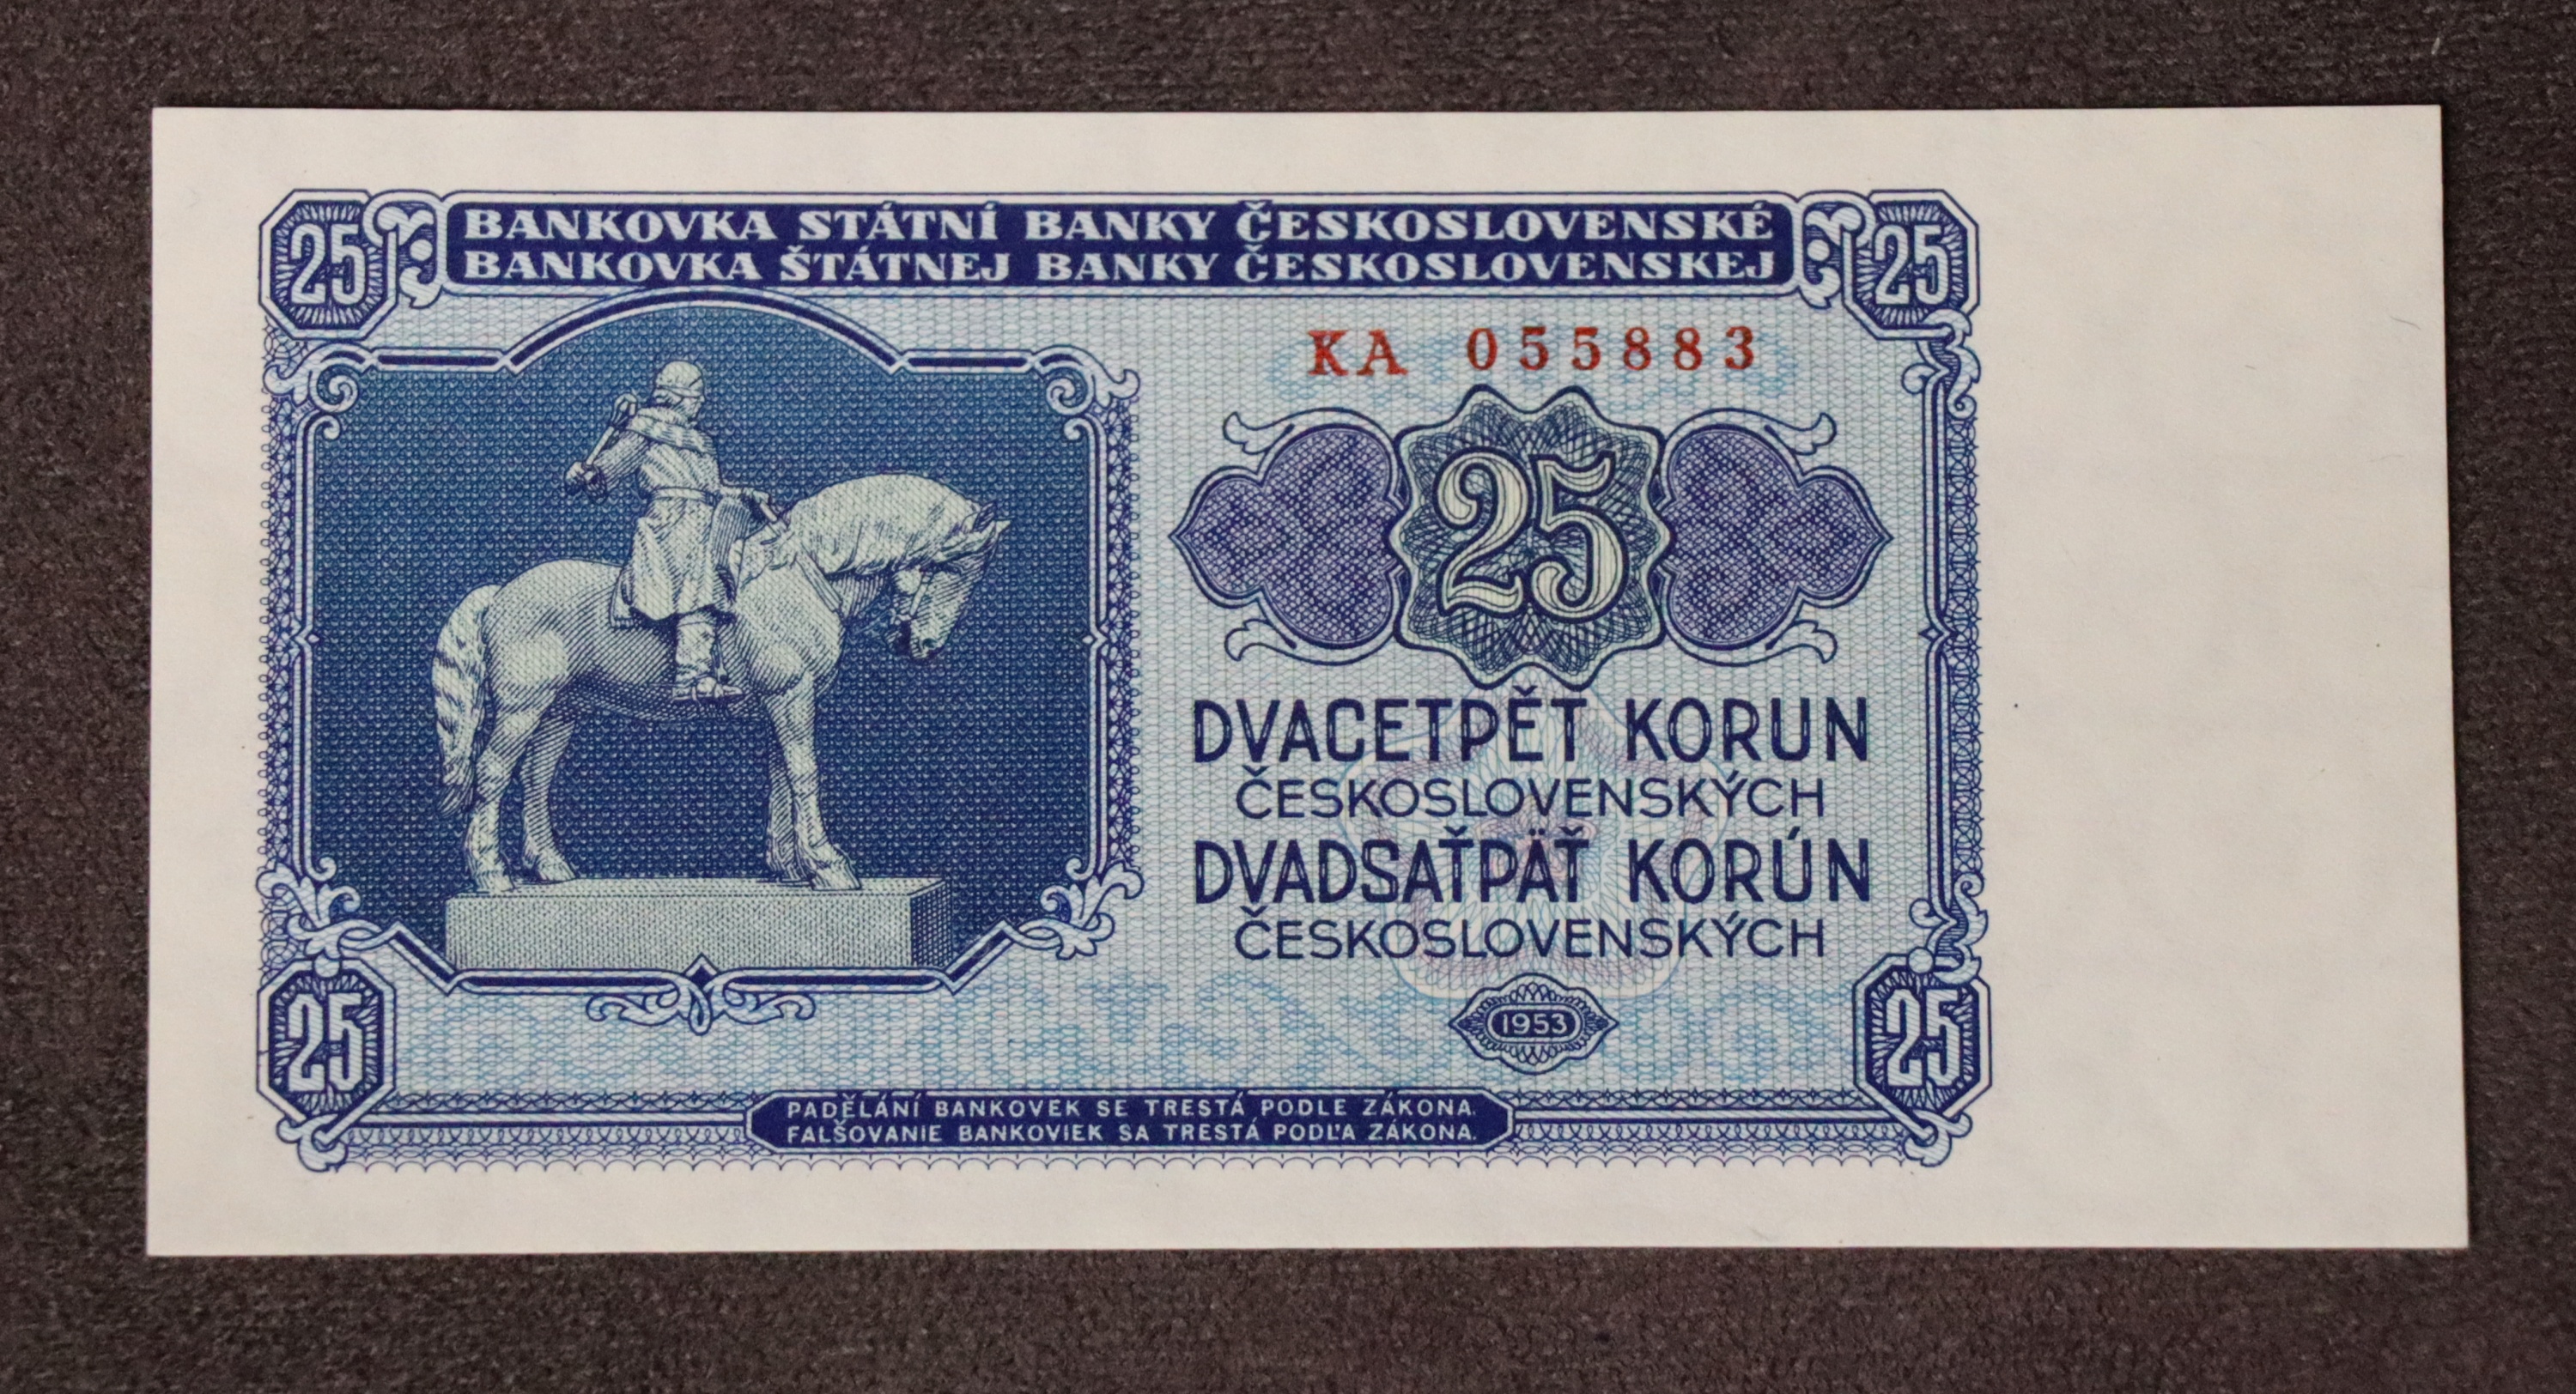 25 BANKOVKA STÁTNÍ BANKY ČESKOSLOVENSKÉ 25
BANKOVKA ŠTÁTNEJ BANKY ČESKOSLOVENSKEJ
KA 055883
25
DVACETPĚT KORUN
ČESKOSLOVENSKÝCH
DVADSAŤPÄŤ KORÚN
ČESKOSLOVENSKÝCH
1953
25 25
PADĚLÁNÍ BANKOVEK SE TRESTÁ PODLE ZÁKONA.
FALŠOVANIE BANKOVIEK SA TRESTÁ PODĽA ZÁKONA.